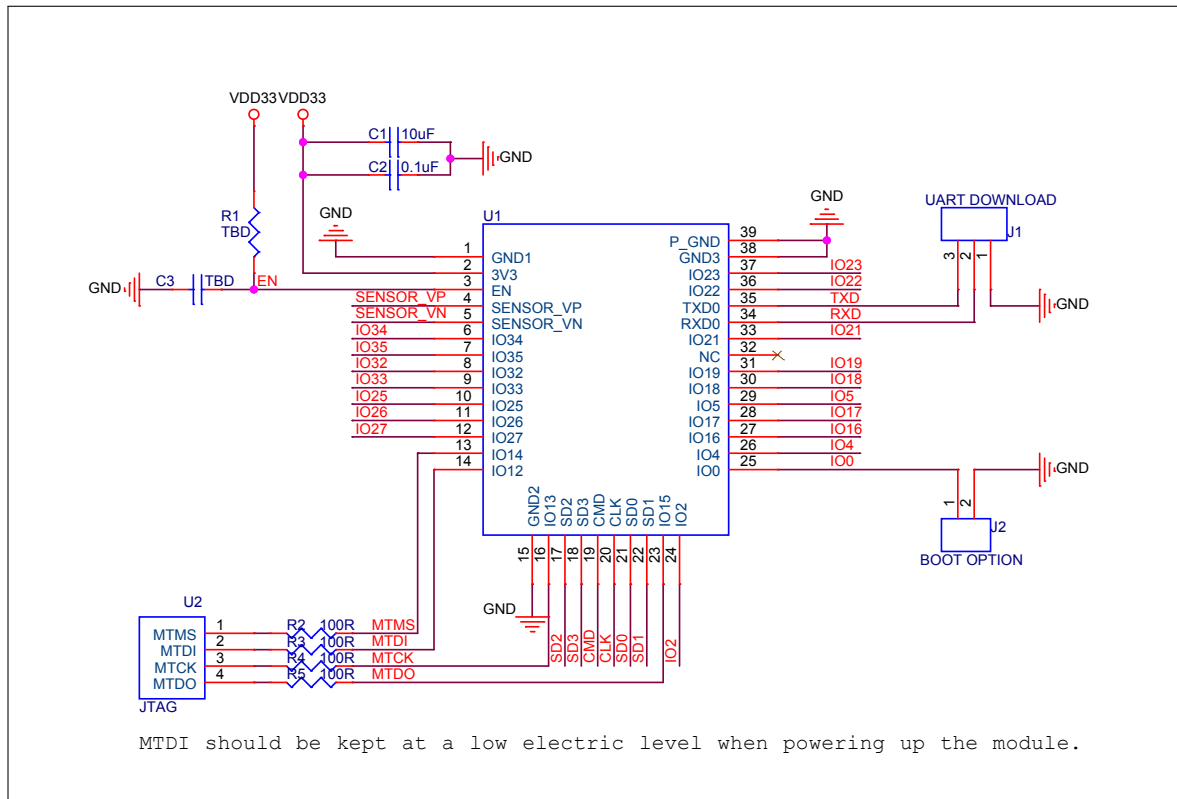 VDD33 VDD33
C1 10uF
GND
C2 0.1uF
R1
TBD
GND
U1
GND
UART DOWNLOAD
J1
3 2 1
GND
GND C3 TBD EN
1 GND1
2 3V3
3 EN
SENSOR_VP 4 SENSOR_VP
SENSOR_VN 5 SENSOR_VN
IO34 6 IO34
IO35 7 IO35
IO32 8 IO32
IO33 9 IO33
IO25 10 IO25
IO26 11 IO26
IO27 12 IO27
13 IO14
14 IO12
P_GND 39
GND3 38
IO23 37 IO23
IO22 36 IO22
TXD0 35 TXD
RXD0 34 RXD
IO21 33 IO21
NC 32
IO19 31 IO19
IO18 30 IO18
IO5 29 IO5
IO17 28 IO17
IO16 27 IO16
IO4 26 IO4
IO0 25 IO0
GND
1 2
J2
BOOT OPTION
GND2 IO13 SD2 SD3 CMD CLK SD0 SD1 IO15 IO2
15 16 17 18 19 20 21 22 23 24
GND
SD2 SD3 CMD CLK SD0 SD1 IO2
U2
MTMS 1 R2 100R MTMS
MTDI 2 R3 100R MTDI
MTCK 3 R4 100R MTCK
MTDO 4 R5 100R MTDO
JTAG
MTDI should be kept at a low electric level when powering up the module.